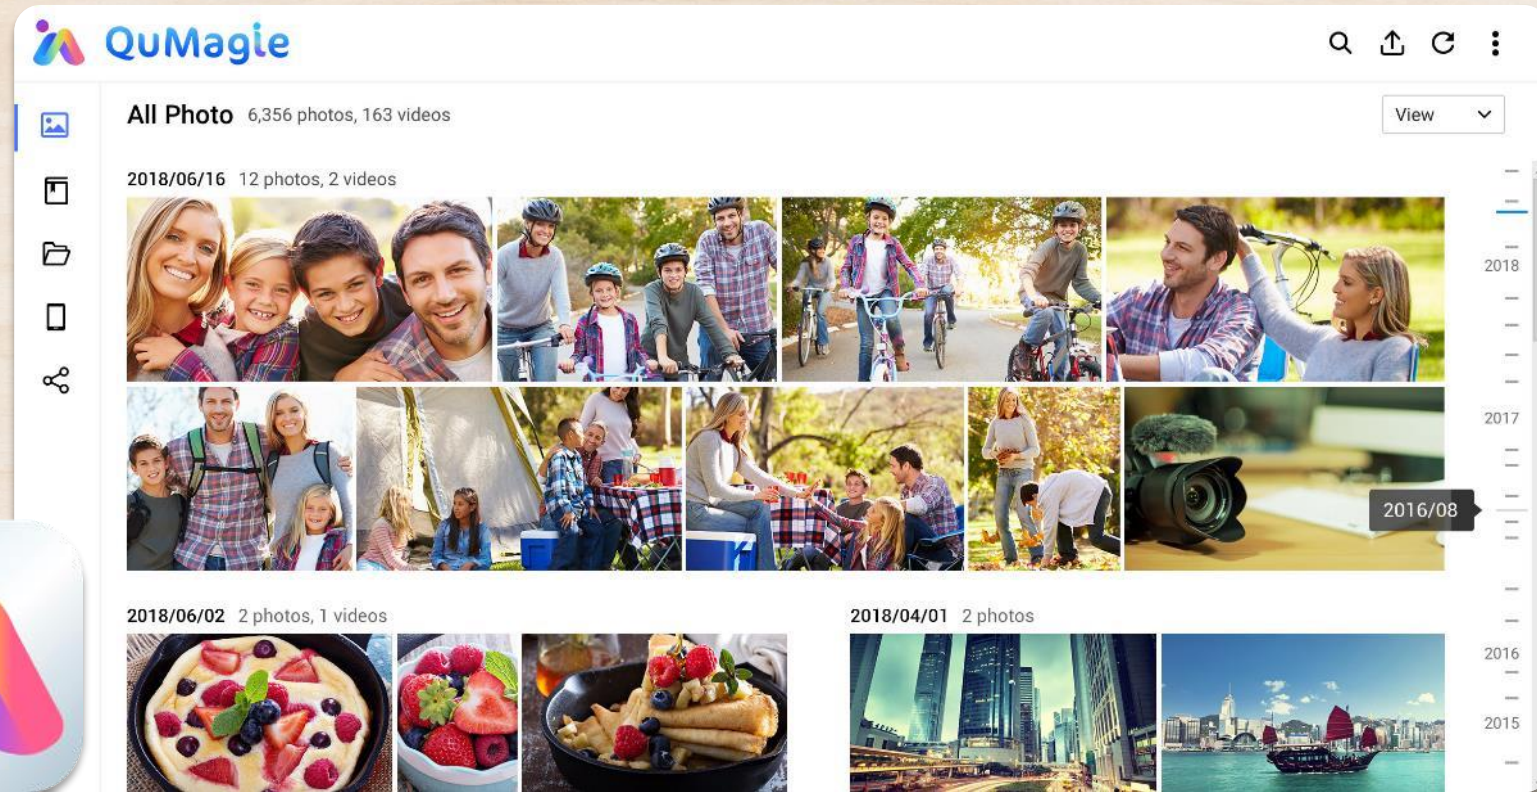 QuMagie
All Photo 6,356 photos, 163 videos
View
2018/06/16 12 photos, 2 videos
2018
2017
2016/08
2018/06/02 2 photos, 1 videos
2018/04/01 2 photos
2016
2015